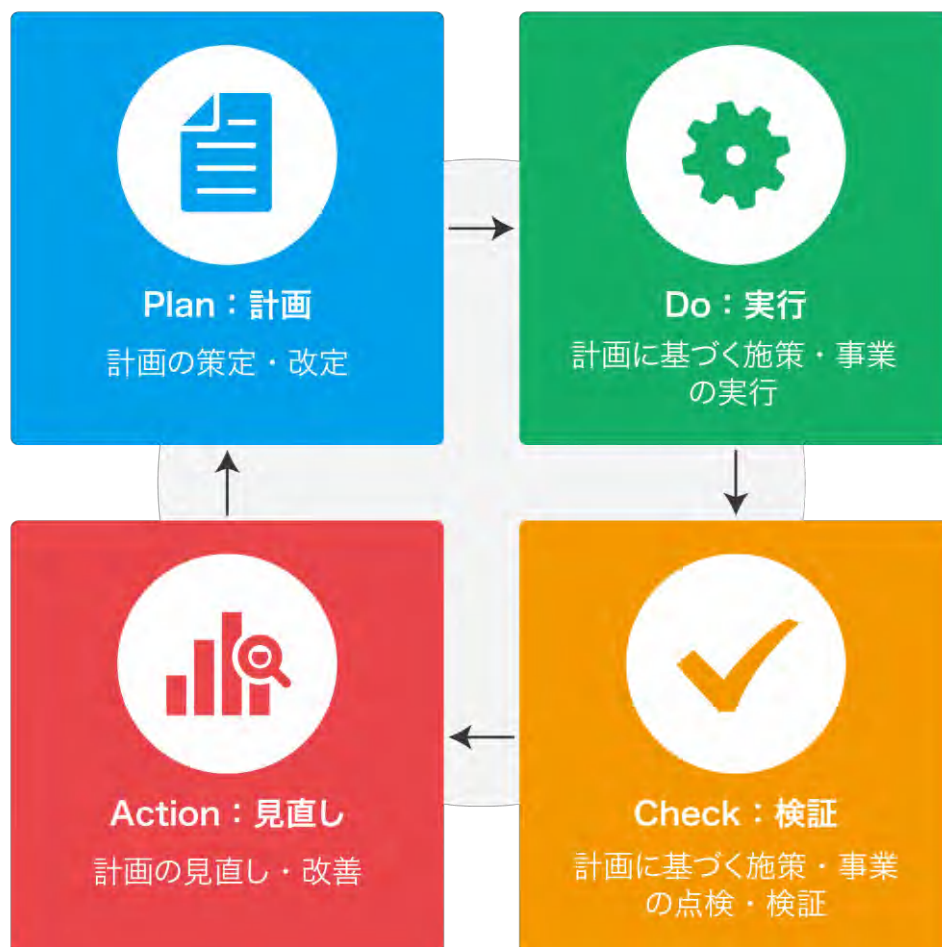 Plan：計画
計画の策定・改定
Do：実行
計画に基づく施策・事業
の実行
Action：見直し
計画の見直し・改善
Check：検証
計画に基づく施策・事業
の点検・検証